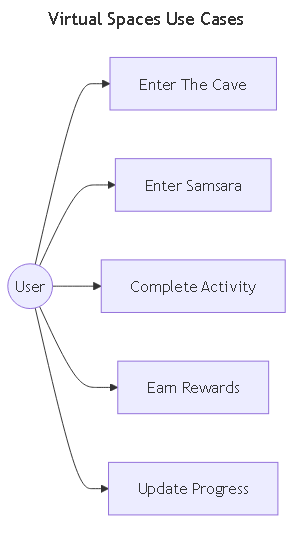 Virtual Spaces Use Cases
Enter The Cave
Enter Samsara
User
Complete Activity
Earn Rewards
Update Progress